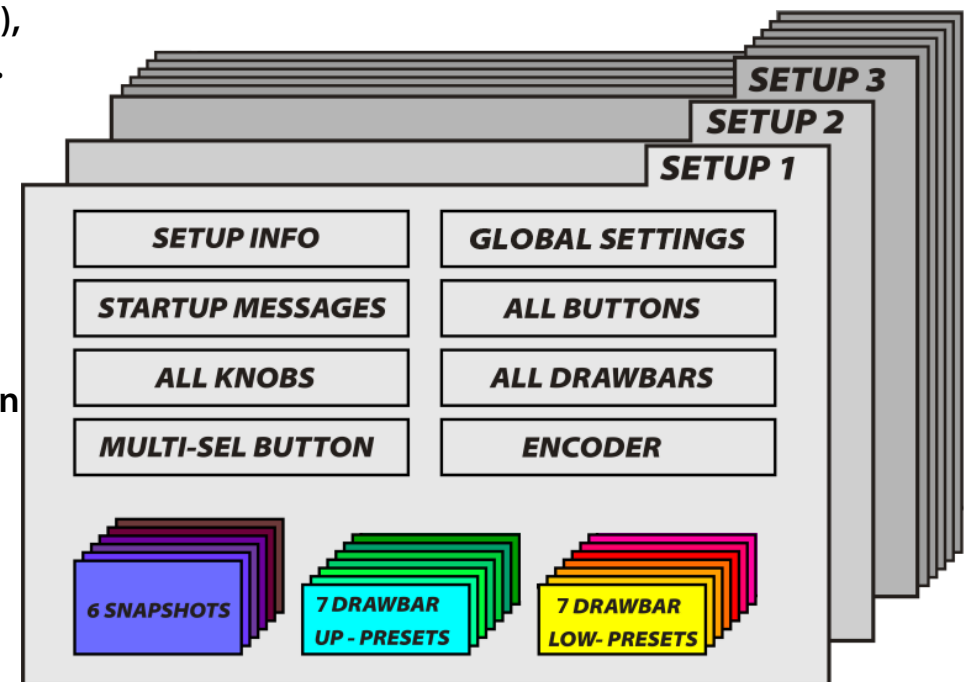 ),
.
n
SETUP 3
SETUP 2
SETUP 1
SETUP INFO
GLOBAL SETTINGS
STARTUP MESSAGES
ALL BUTTONS
ALL KNOBS
ALL DRAWBARS
MULTI-SEL BUTTON
ENCODER
6 SNAPSHOTS
7 DRAWBAR
UP - PRESETS
7 DRAWBAR
LOW- PRESETS